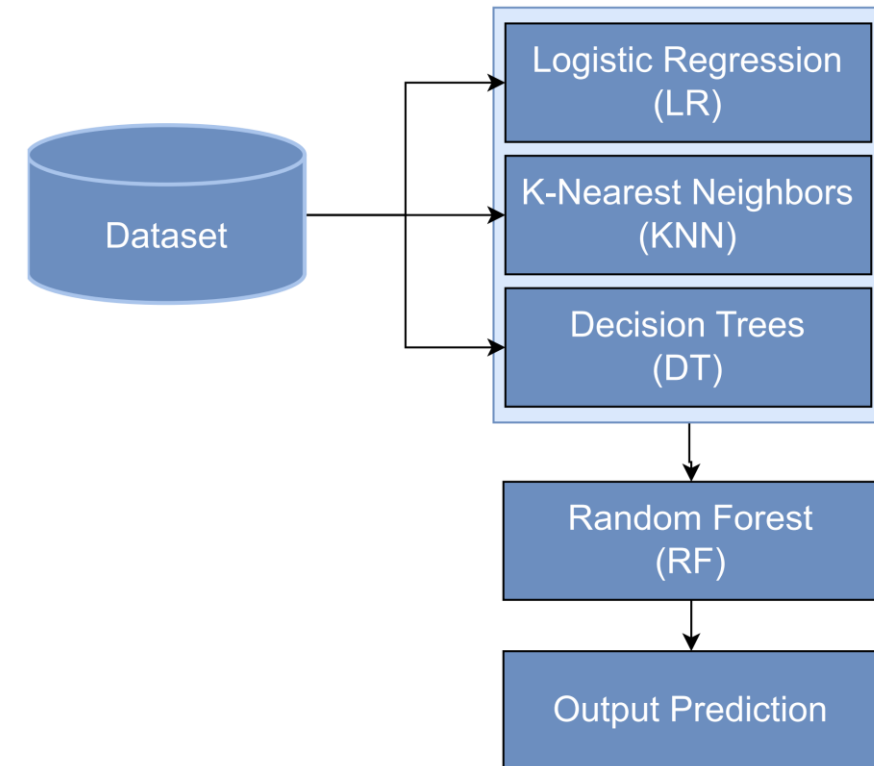 Logistic Regression
(LR)
K-Nearest Neighbors
(KNN)
Dataset
Decision Trees
(DT)
Random Forest
(RF)
Output Prediction